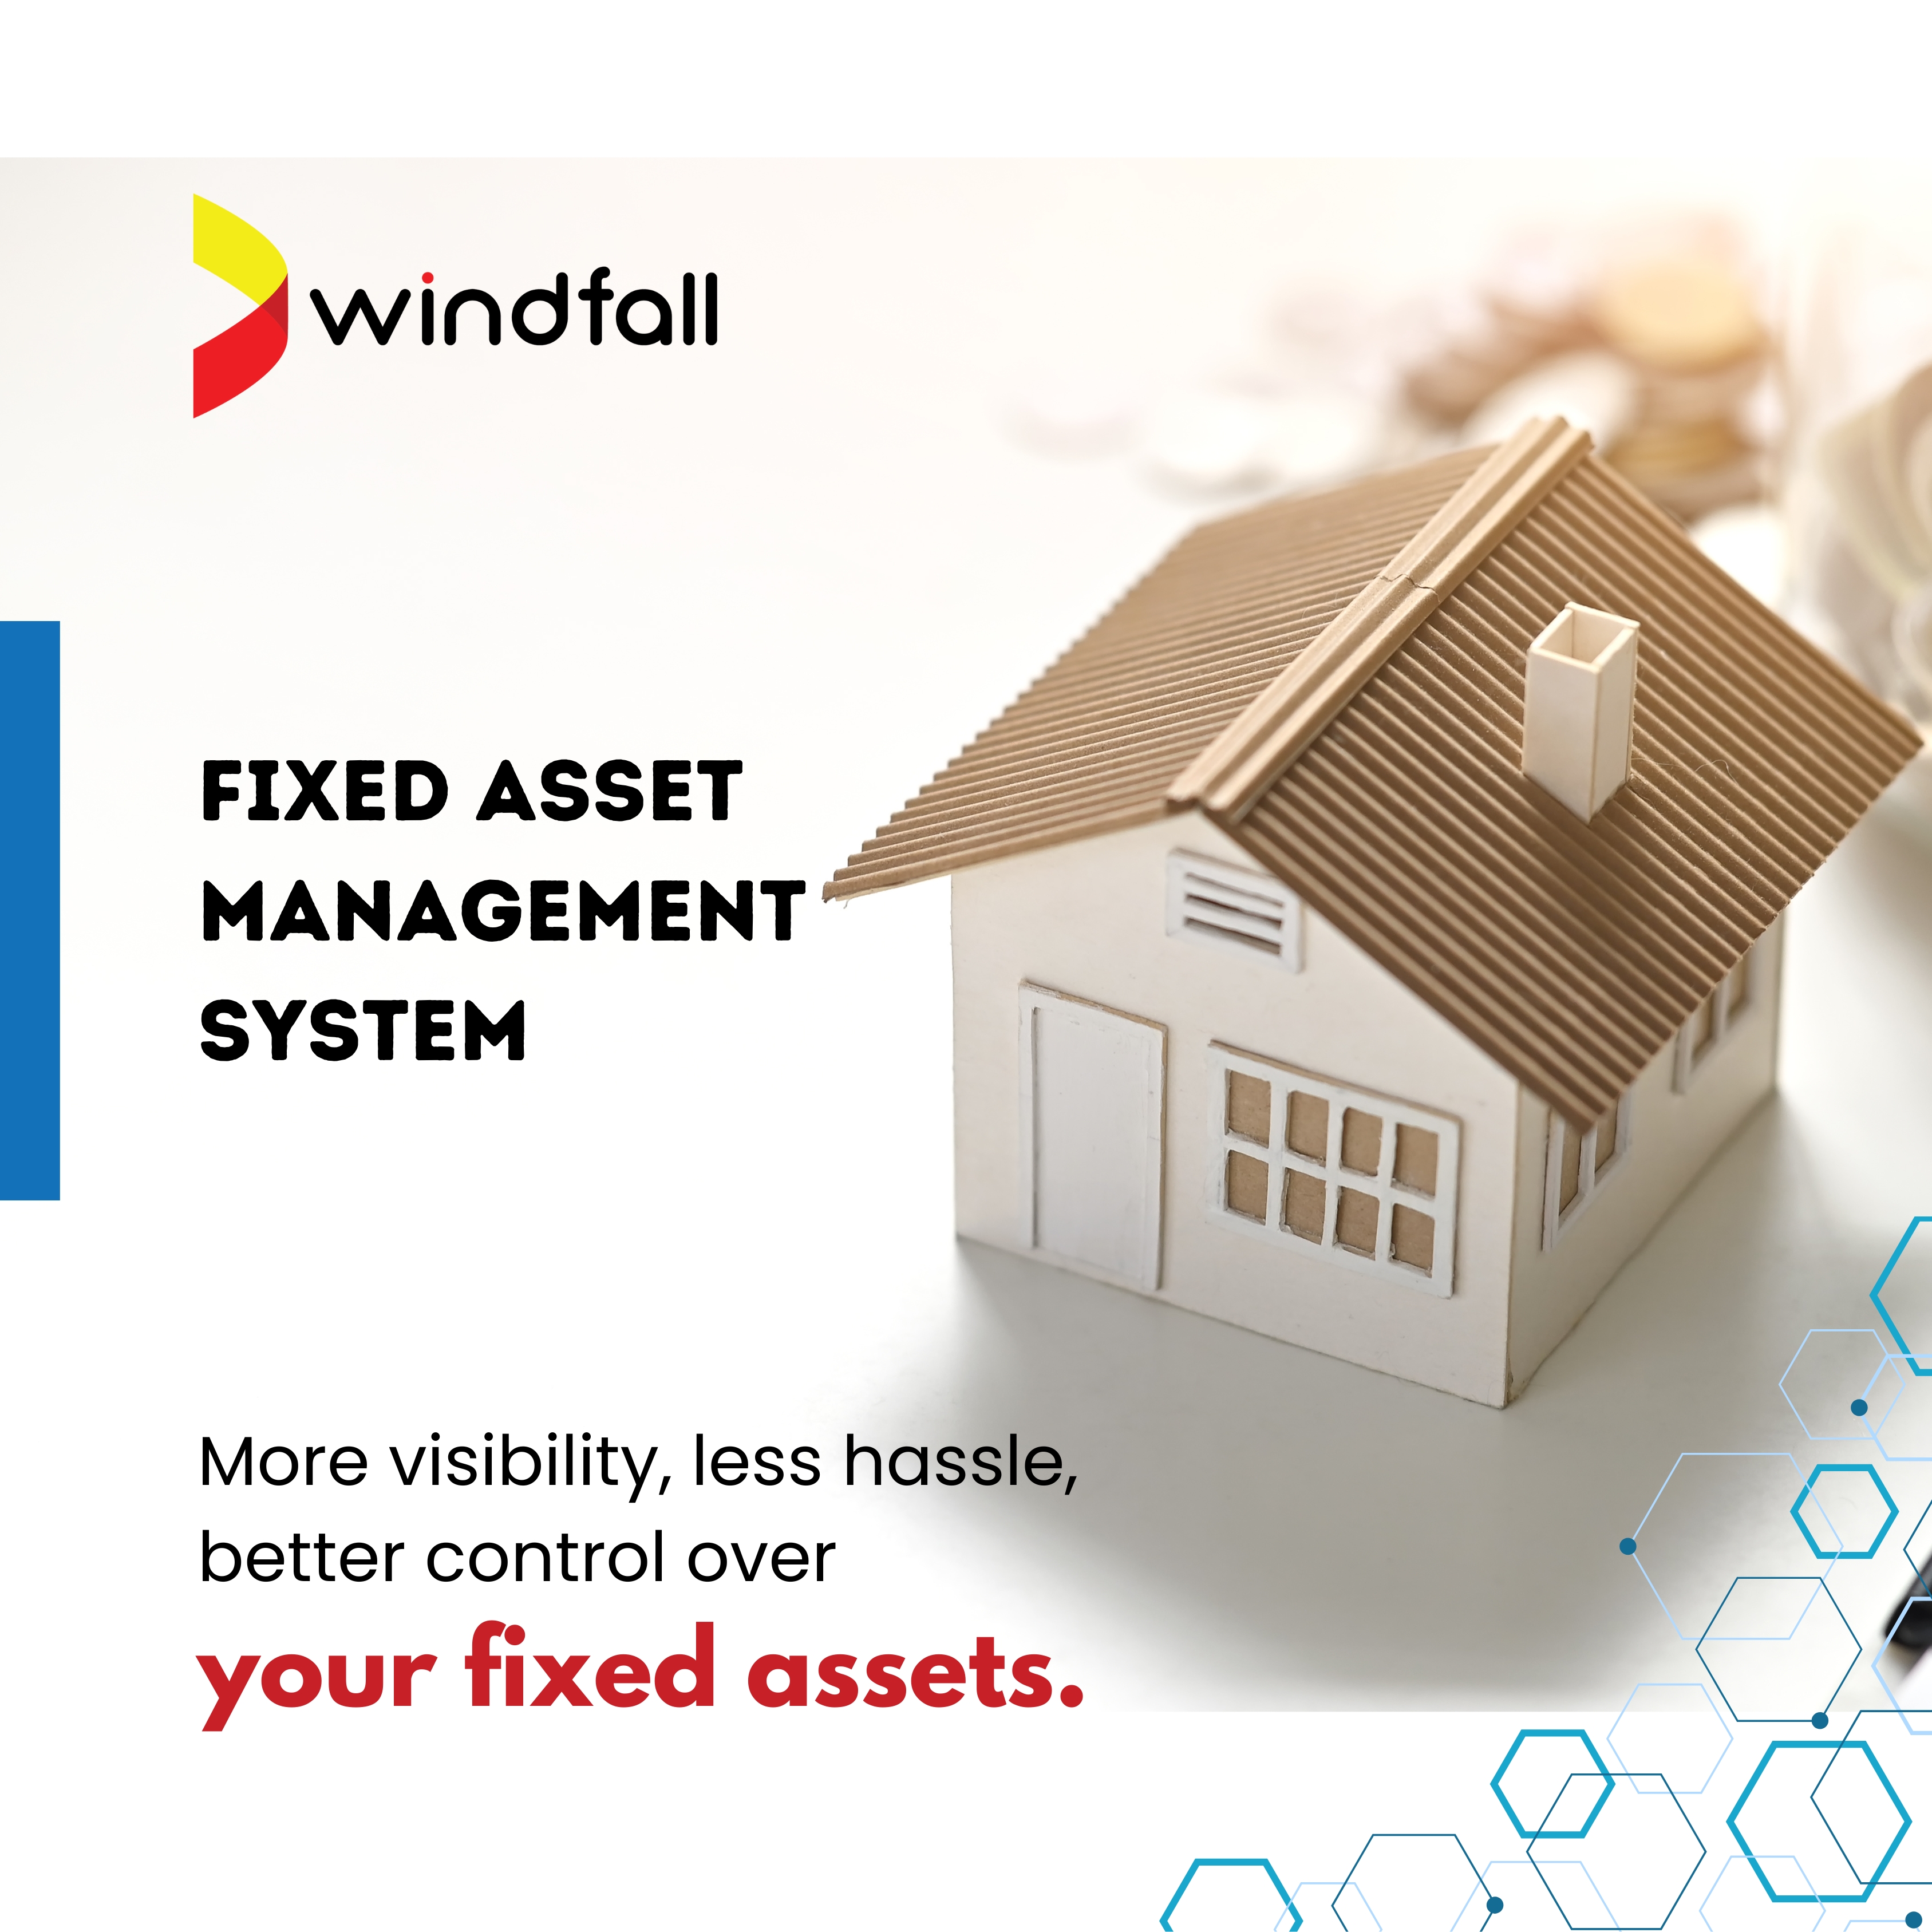 windfall
FIXED ASSET
MANAGEMENT
SYSTEM
More visibility, less hassle,
better control over
your fixed assets.